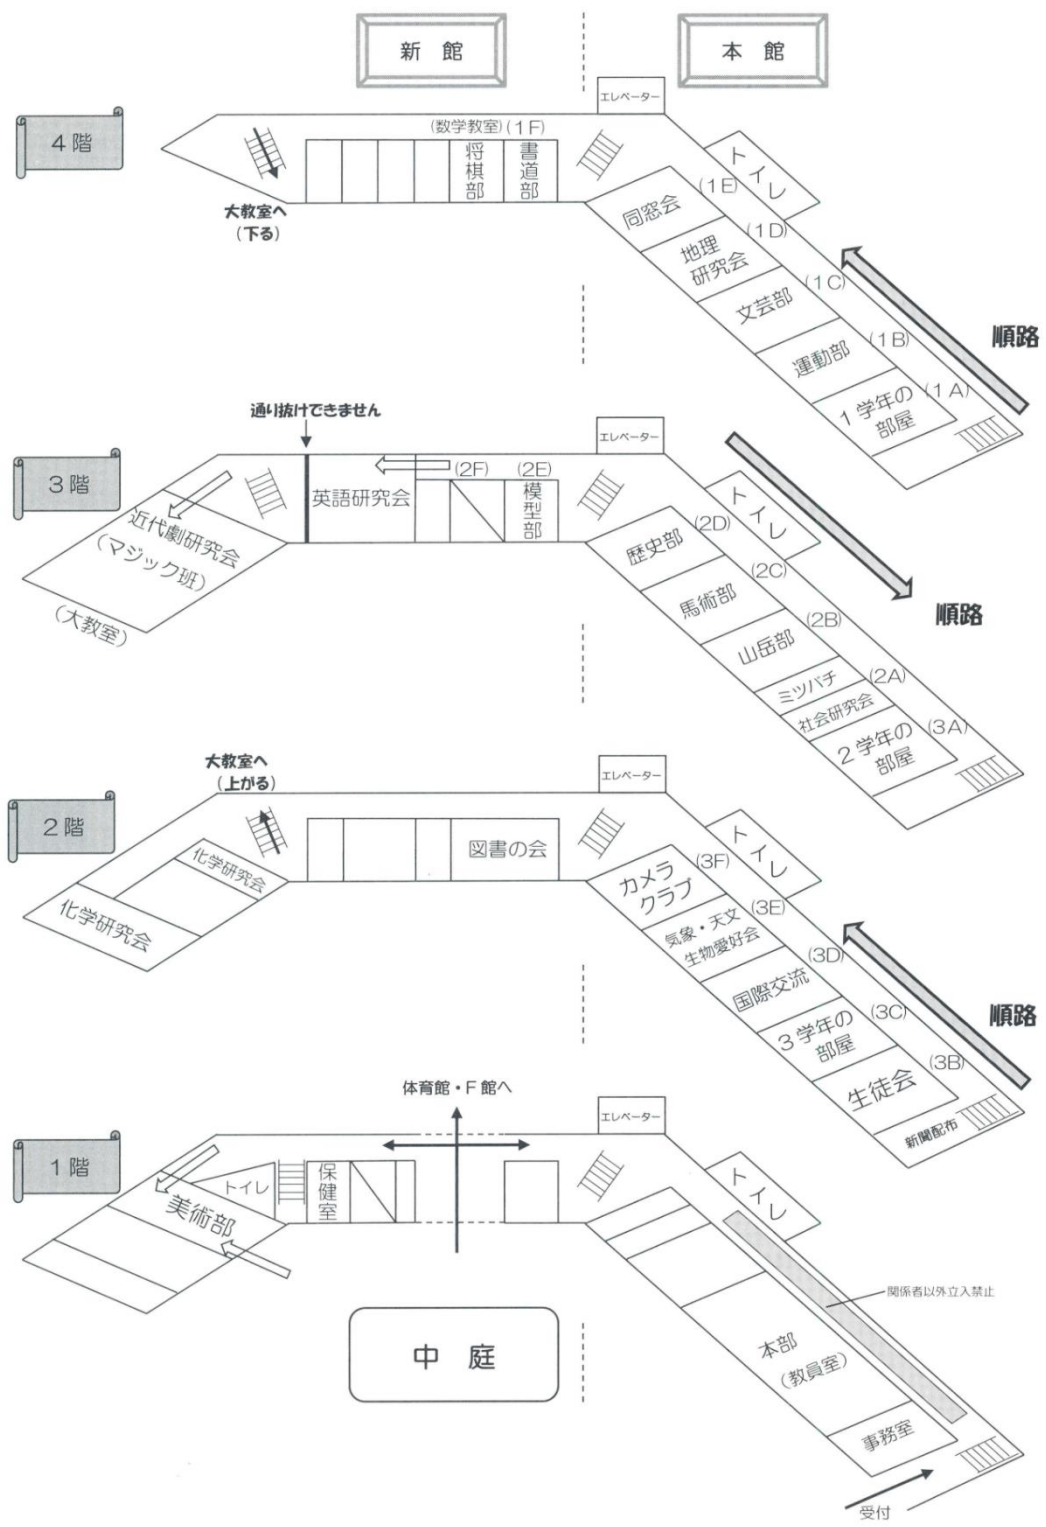 新 館
本 館
4階
エレベーター
(数学教室)
(1F)
将棋部
書道部
トイレ
(1E)
同窓会
(1D)
地理
研究会
(1C)
文芸部
(1B)
運動部
(1A)
1学年の
部屋
大教室へ
(下る)
順路
3階
通り抜けできません
エレベーター
(2F)
(2E)
英語研究会
模型部
近代劇研究会
(マジック班)
(大教室)
トイレ
(2D)
歴史部
(2C)
馬術部
(2B)
山岳部
ミツバチ
(2A)
社会研究会
(3A)
2学年の
部屋
順路
2階
大教室へ
(上がる)
エレベーター
化学研究会
化学研究会
図書の会
トイレ
(3F)
カメラ
クラブ
(3E)
気象・天文
生物愛好会
(3D)
国際交流
(3C)
3学年の
部屋
(3B)
生徒会
新聞配布
順路
1階
体育館・F館へ
エレベーター
トイレ
保健室
美術部
トイレ
関係者以外立入禁止
本部
(教員室)
事務室
受付
中 庭